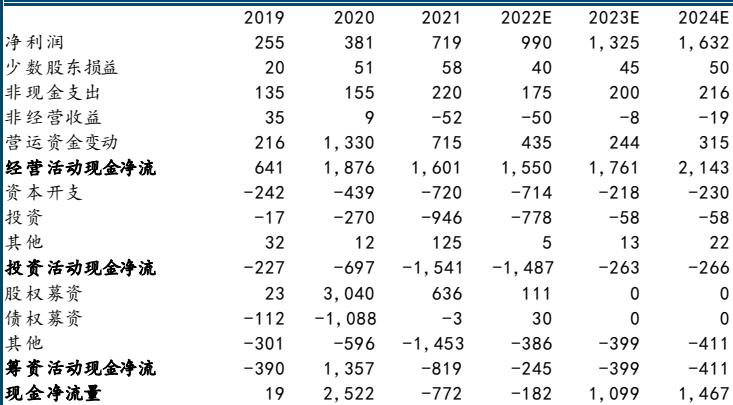 2019 2020 2021 2022E 2023E 2024E
净利润 255 381 719 990 1,325 1,632
少数股东损益 20 51 58 40 45 50
非现金支出 135 155 220 175 200 216
非经营收益 35 9 -52 -50 -8 -19
营运资金变动 216 1,330 715 435 244 315
经营活动现金净流 641 1,876 1,601 1,550 1,761 2,143
资本开支 -242 -439 -720 -714 -218 -230
投资 -17 -270 -946 -778 -58 -58
其他 32 12 125 5 13 22
投资活动现金净流 -227 -697 -1,541 -1,487 -263 -266
股权募资 23 3,040 636 111 0 0
债权募资 -112 -1,088 -3 30 0 0
其他 -301 -596 -1,453 -386 -399 -411
筹资活动现金净流 -390 1,357 -819 -245 -399 -411
现金净流量 19 2,522 -772 -182 1,099 1,467